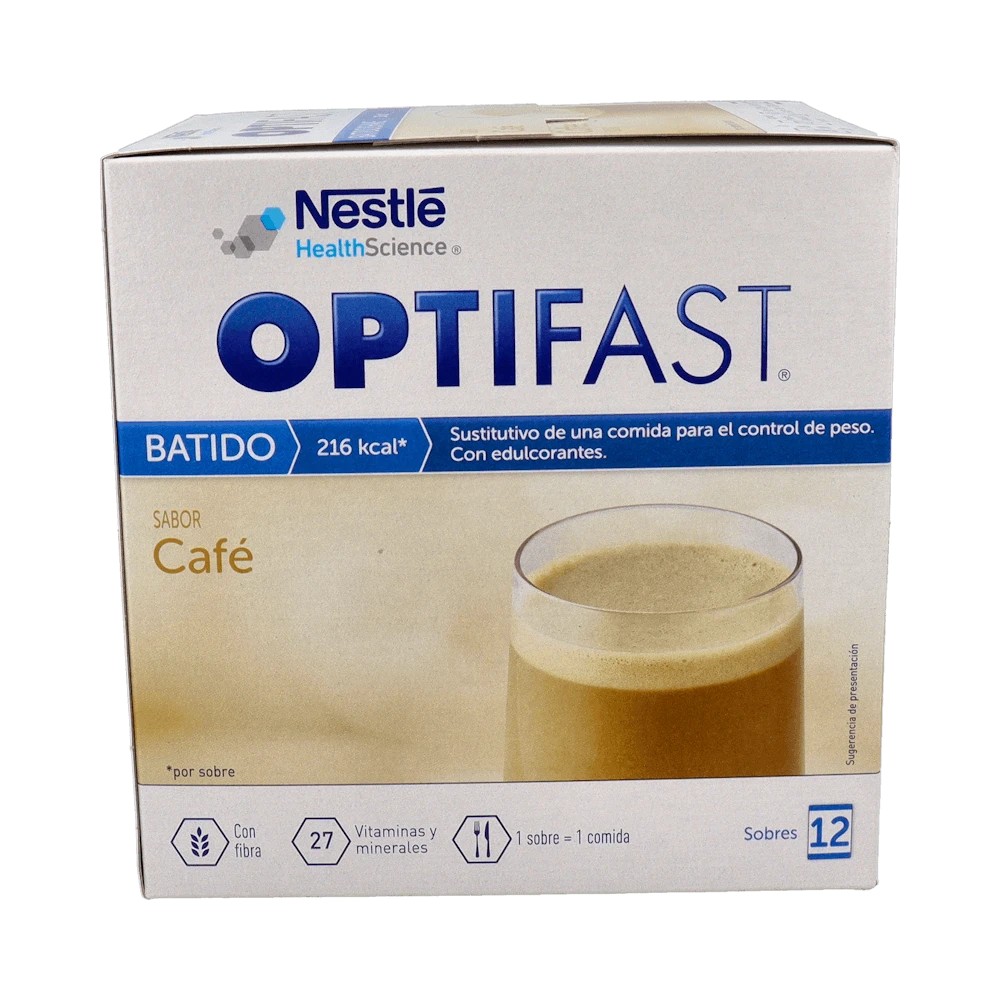 OPTIFAST
Nestlé
HealthScience®
OPTIFAST®
BATIDO
216 kcal*
Sustitutivo de una comida para el control de peso.
Con edulcorantes.
SABOR
Café
Sugerencia de presentación
*por sobre
Con
fibra
27
Vitaminas y
minerales
1 sobre = 1 comida
Sobres 12